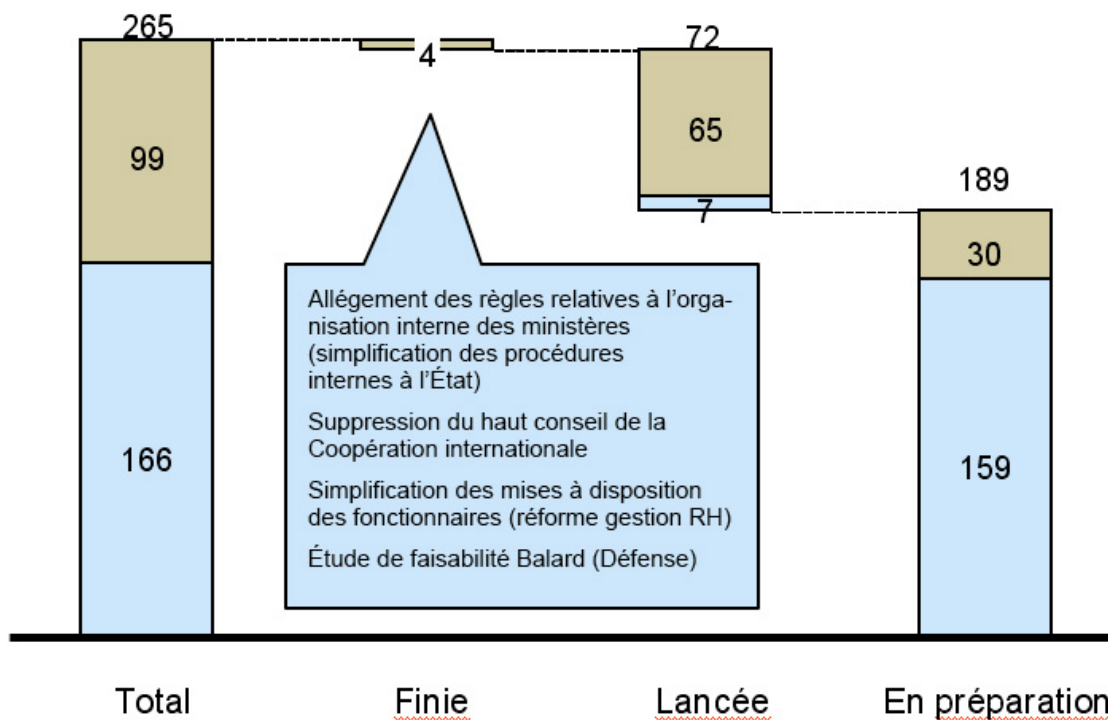 265
4
72
99
65
7
189
30
Allégement des règles relatives à l’orga-
nisation interne des ministères
(simplification des procédures
internes à l’État)
Suppression du haut conseil de la
Coopération internationale
Simplification des mises à disposition
des fonctionnaires (réforme gestion RH)
Étude de faisabilité Balard (Défense)
166
159
Total
Finie
Lancée
En préparation